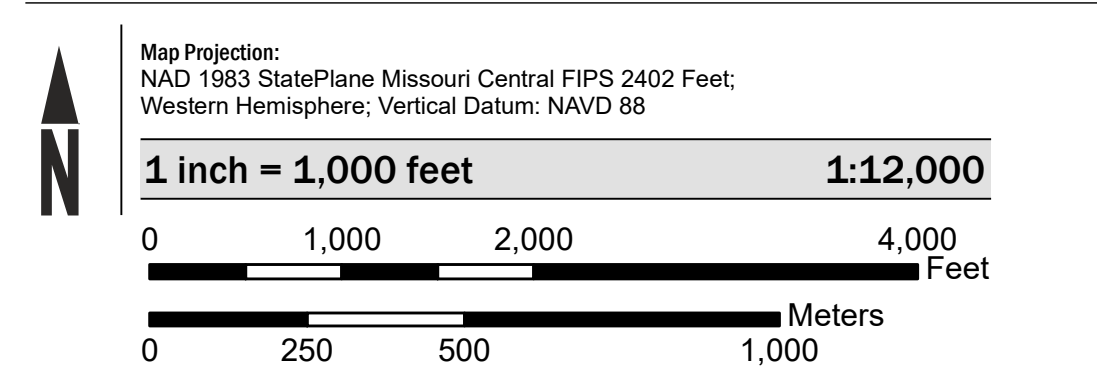 N
Map Projection:
NAD 1983 StatePlane Missouri Central FIPS 2402 Feet;
Western Hemisphere; Vertical Datum: NAVD 88
1 inch = 1,000 feet 1:12,000
0 1,000 2,000 4,000
Feet
Meters
0 250 500 1,000